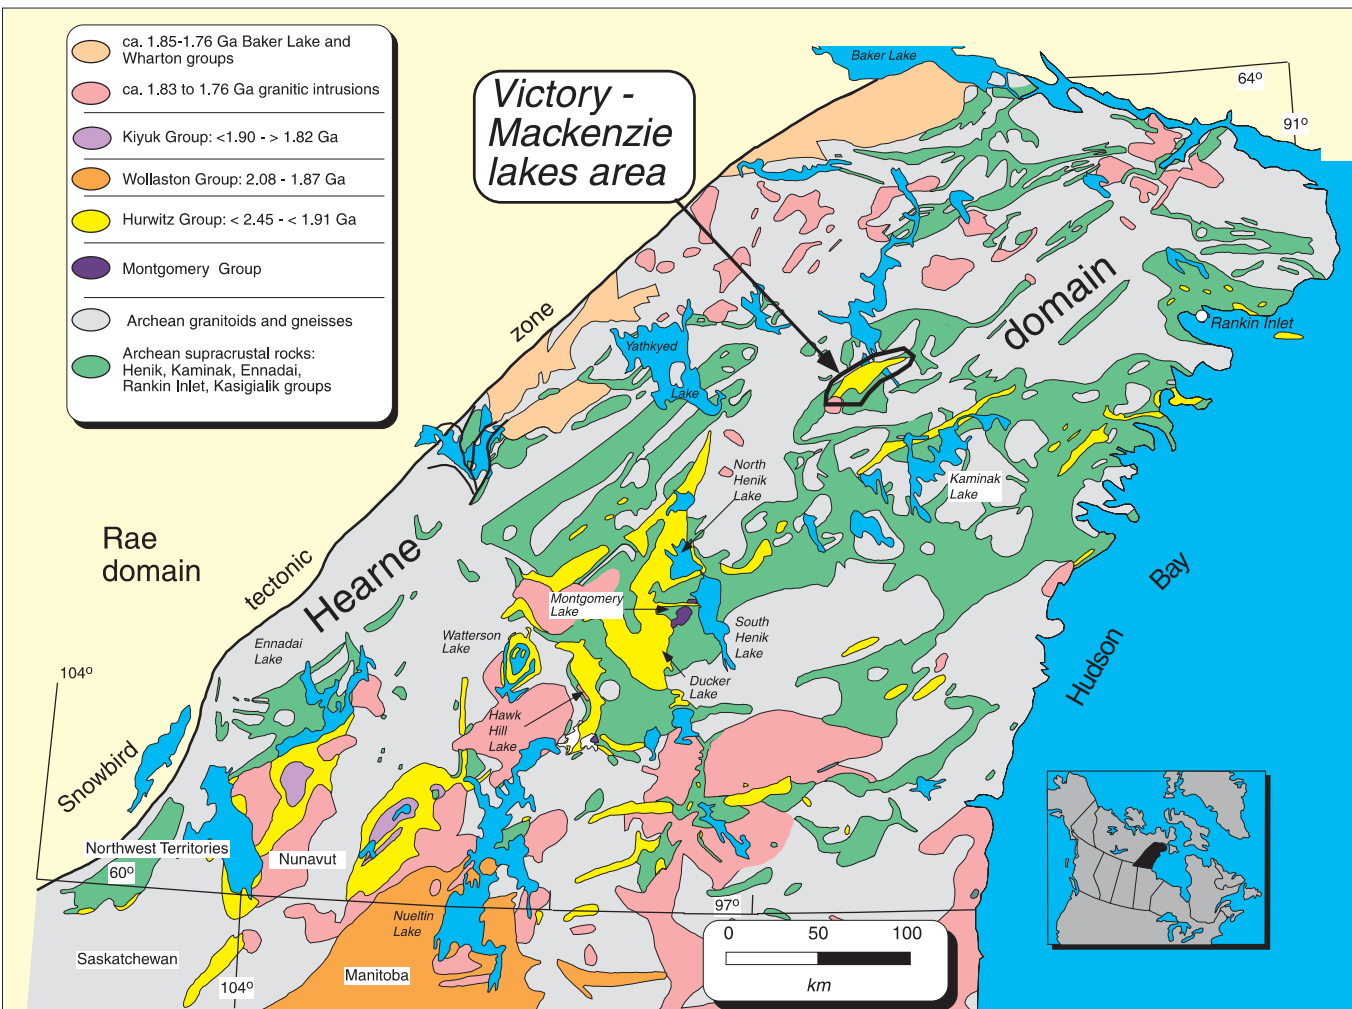 ca. 1.85-1.76 Ga Baker Lake and
Wharton groups
ca. 1.83 to 1.76 Ga granitic intrusions
Kiyuk Group: <1.90 - > 1.82 Ga
Wollaston Group: 2.08 - 1.87 Ga
Hurwitz Group: < 2.45 - < 1.91 Ga
Montgomery Group
Archean granitoids and gneisses
Archean supracrustal rocks:
Henik, Kaminak, Ennadai,
Rankin Inlet, Kasigialik groups
Victory -
Mackenzie
lakes area
Baker Lake
64º
91º
domain
Rankin Inlet
zone
Yathkyed
Lake
North
Henik
Lake
Kaminak
Lake
Rae
domain
tectonic
Hearne
Bay
Hudson
Montgomery
Lake
South
Henik
Lake
Watterson
Lake
Ennadai
Lake
Ducker
Lake
104º
Hawk
Hill
Lake
Snowbird
Northwest Territories
Nunavut
60º
97º
Nueltin
Lake
Saskatchewan
Manitoba
104º
0 50 100
km